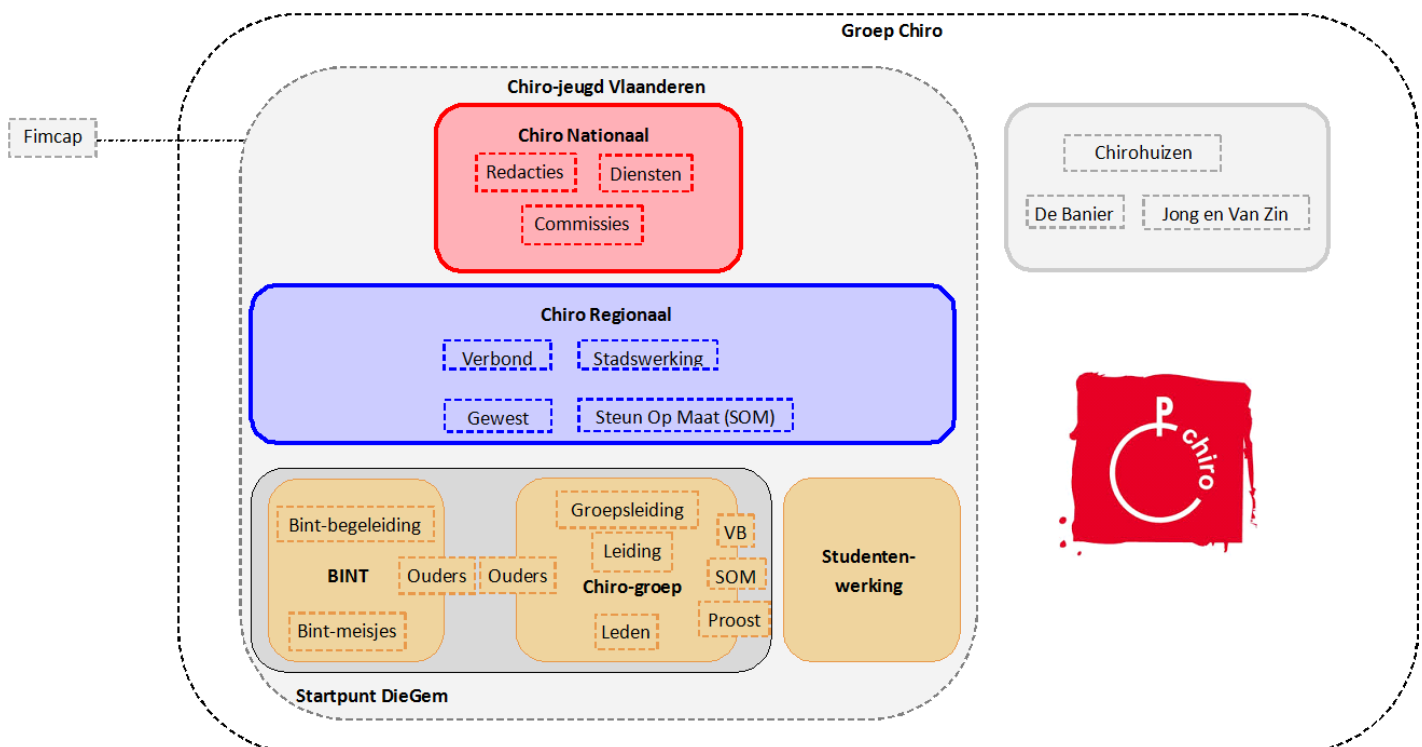 Groep Chiro
Chiro-jeugd Vlaanderen
Fimcap
Chiro Nationaal
Redacties
Diensten
Commissies
Chirohuizen
De Banier
Jong en Van Zin
Chiro Regionaal
Verbond
Stadswerking
Gewest
Steun Op Maat (SOM)
chiro
Bint-begeleiding
BINT
Ouders
Bint-meisjes
Ouders
Groepsleiding
Leiding
Chiro-groep
Leden
VB
SOM
Proost
Studenten-
werking
Startpunt DieGem